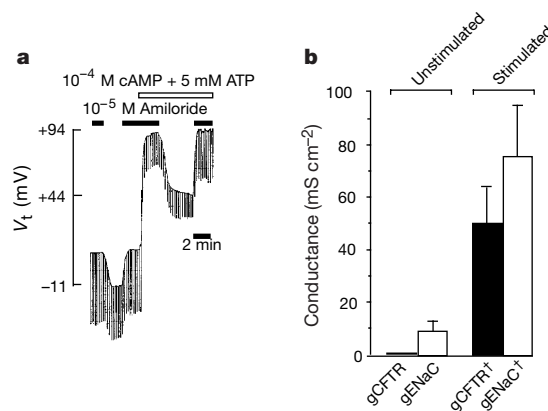 a
10⁻⁴ M cAMP + 5 mM ATP
10⁻⁵ M Amiloride
+94
+44
−11
Vt (mV)
2 min
b
Unstimulated
Stimulated
100
80
60
40
20
0
Conductance (mS cm⁻²)
gCFTR
gENaC
gCFTR†
gENaC†